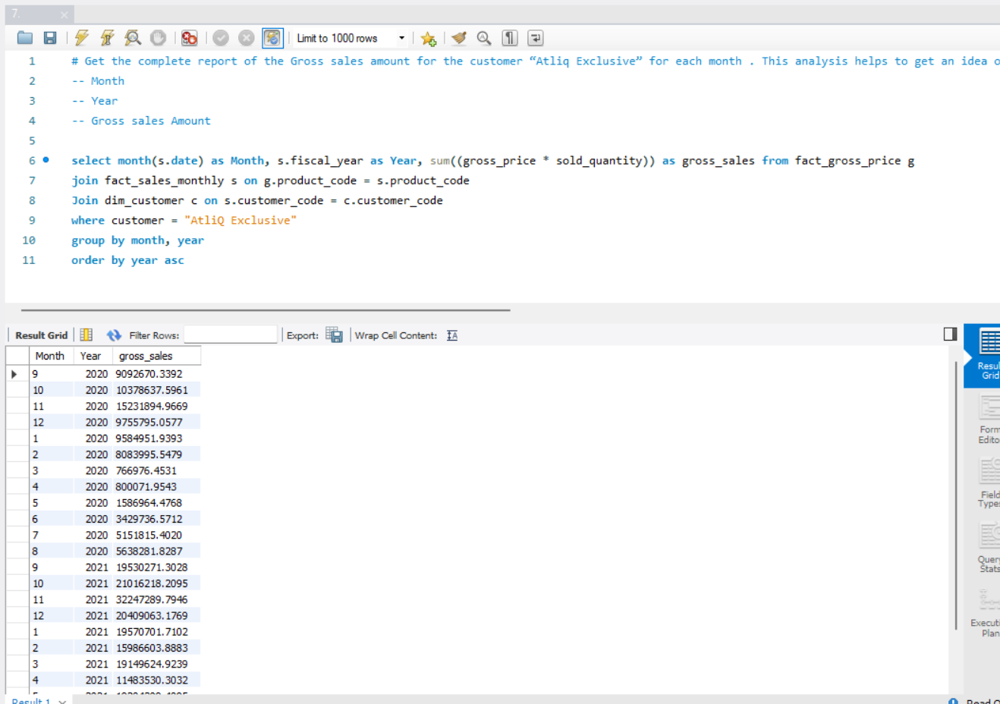 7.
Limit to 1000 rows
1 # Get the complete report of the Gross sales amount for the customer “Atliq Exclusive” for each month . This analysis helps to get an idea o
2 -- Month
3 -- Year
4 -- Gross sales Amount
5
6 select month(s.date) as Month, s.fiscal_year as Year, sum((gross_price * sold_quantity)) as gross_sales from fact_gross_price g
7 join fact_sales_monthly s on g.product_code = s.product_code
8 Join dim_customer c on s.customer_code = c.customer_code
9 where customer = "AtliQ Exclusive"
10 group by month, year
11 order by year asc
Result Grid Filter Rows: Export: Wrap Cell Content:
Month Year gross_sales
9 2020 9092670.3392
10 2020 10378637.5961
11 2020 15231894.9669
12 2020 9755795.0577
1 2020 9584951.9393
2 2020 8083995.5479
3 2020 766976.4531
4 2020 800071.9543
5 2020 1586964.4768
6 2020 3429736.5712
7 2020 5151815.4020
8 2020 5638281.8287
9 2021 19530271.3028
10 2021 21016218.2095
11 2021 32247289.7946
12 2021 20409063.1769
1 2021 19570701.7102
2 2021 15986603.8883
3 2021 19149624.9239
4 2021 11483530.3032
Resul
Grid
Form
Edito
Field
Types
Query
Stats
Executi
Plan
Result 1
Read O